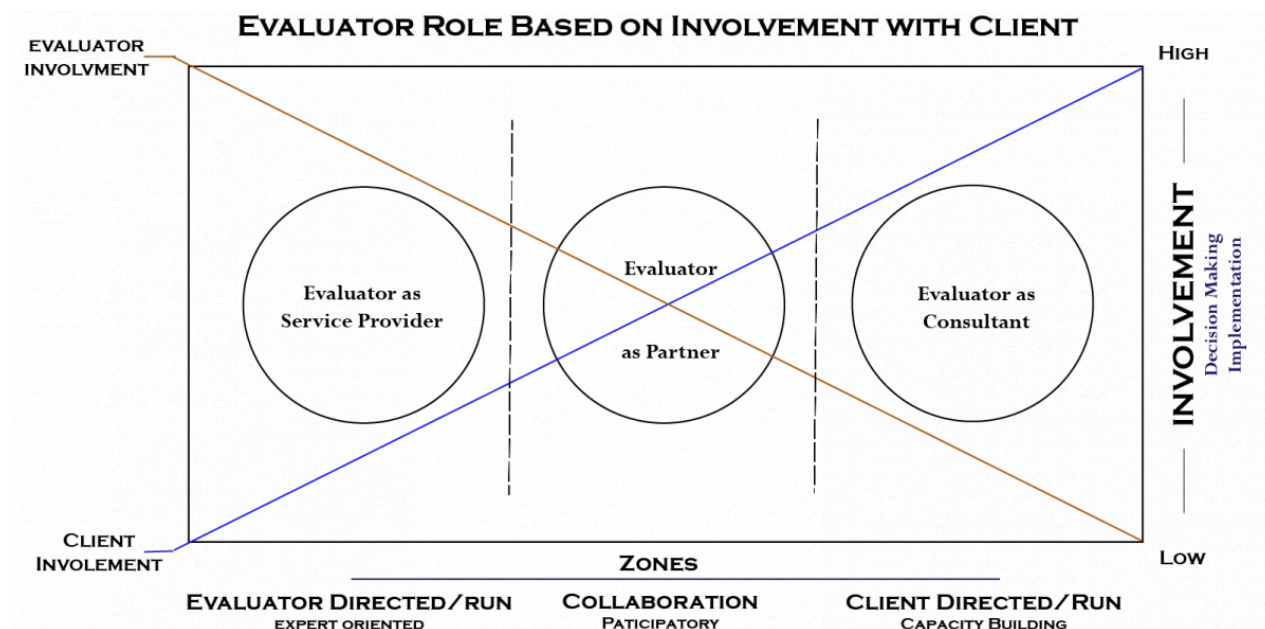 Evaluator Role Based on Involvement with Client
Evaluator
Involvment
High
Evaluator as
Service Provider
Evaluator
as Partner
Evaluator as
Consultant
INVOLVEMENT
Decision Making
Implementation
Client
Involement
Low
Zones
Evaluator Directed/run
expert oriented
Collaboration
Paticipatory
Client Directed/Run
Capacity Building